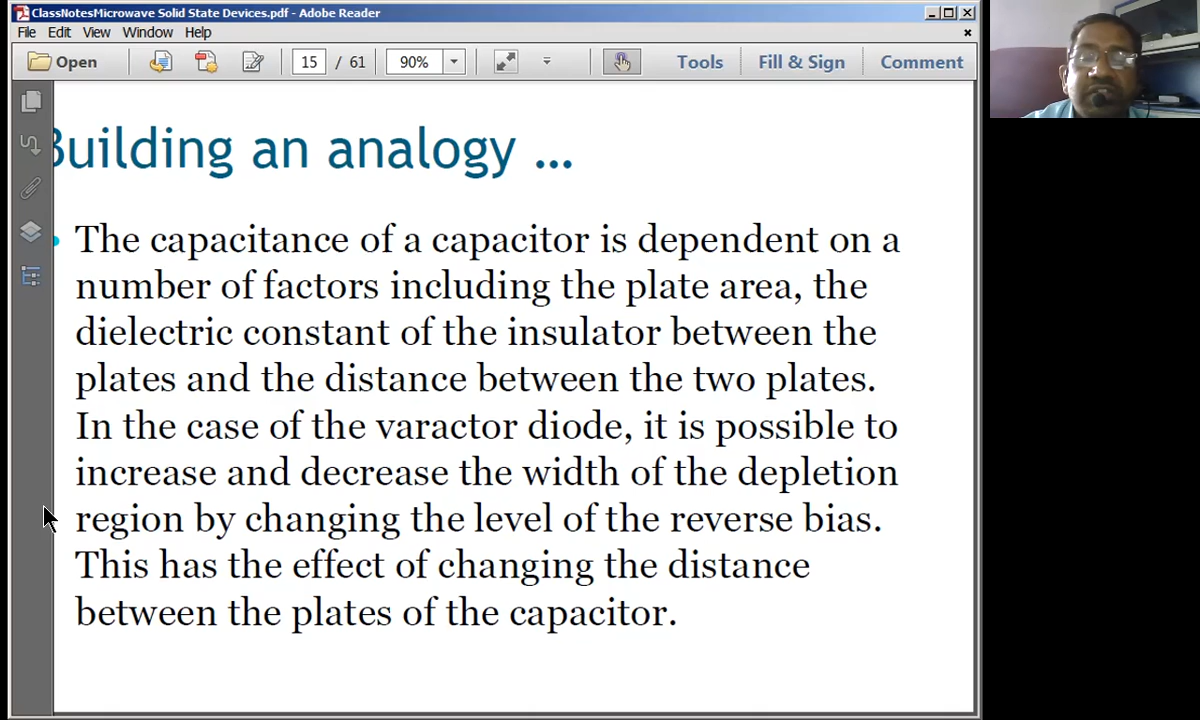 ClassNotesMicrowave Solid State Devices.pdf - Adobe Reader
File Edit View Window Help
Open 15 / 61 90% Tools Fill & Sign Comment
Building an analogy ...
• The capacitance of a capacitor is dependent on a
number of factors including the plate area, the
dielectric constant of the insulator between the
plates and the distance between the two plates.
In the case of the varactor diode, it is possible to
increase and decrease the width of the depletion
region by changing the level of the reverse bias.
This has the effect of changing the distance
between the plates of the capacitor.